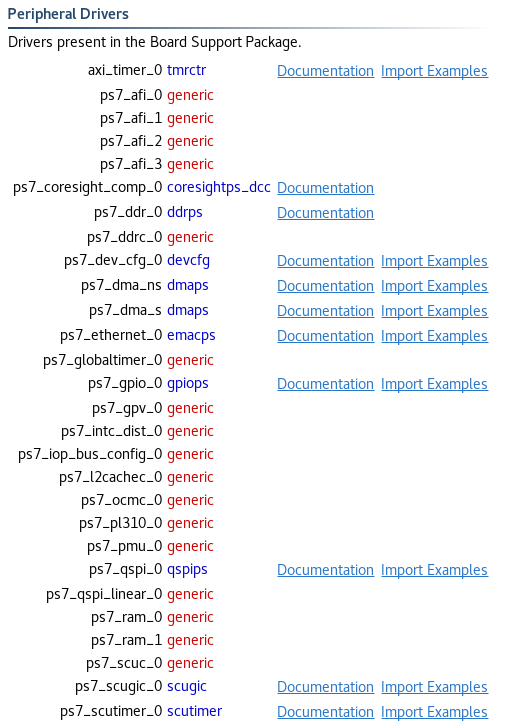 Peripheral Drivers
Drivers present in the Board Support Package.
axi_timer_0 tmrctr Documentation Import Examples
ps7_afi_0 generic
ps7_afi_1 generic
ps7_afi_2 generic
ps7_afi_3 generic
ps7_coresight_comp_0 coresightps_dcc Documentation
ps7_ddr_0 ddrps Documentation
ps7_ddrc_0 generic
ps7_dev_cfg_0 devcfg Documentation Import Examples
ps7_dma_ns dmaps Documentation Import Examples
ps7_dma_s dmaps Documentation Import Examples
ps7_ethernet_0 emacps Documentation Import Examples
ps7_globaltimer_0 generic
ps7_gpio_0 gpiops Documentation Import Examples
ps7_gpv_0 generic
ps7_intc_dist_0 generic
ps7_iop_bus_config_0 generic
ps7_l2cachec_0 generic
ps7_ocmc_0 generic
ps7_pl310_0 generic
ps7_pmu_0 generic
ps7_qspi_0 qspips Documentation Import Examples
ps7_qspi_linear_0 generic
ps7_ram_0 generic
ps7_ram_1 generic
ps7_scuc_0 generic
ps7_scugic_0 scugic Documentation Import Examples
ps7_scutimer_0 scutimer Documentation Import Examples